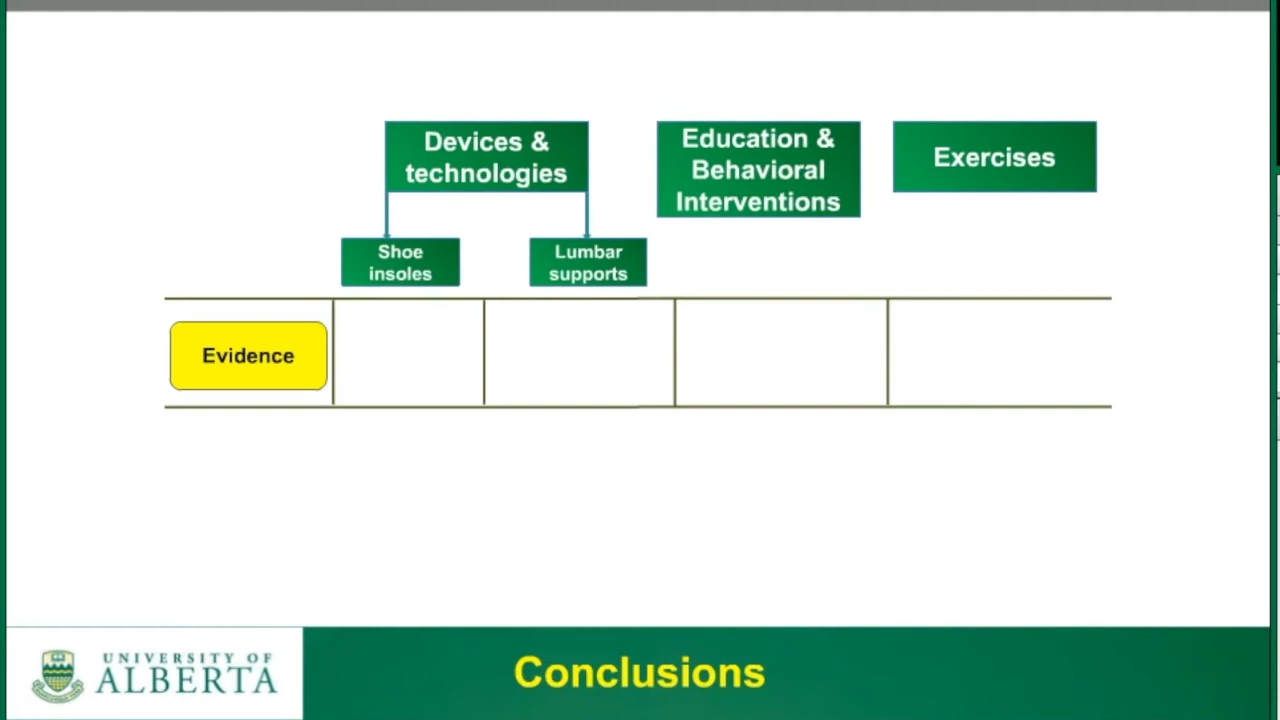 Devices &
technologies
Education &
Behavioral
Interventions
Exercises
Shoe
insoles
Lumbar
supports
Evidence
UNIVERSITY OF
ALBERTA
Conclusions